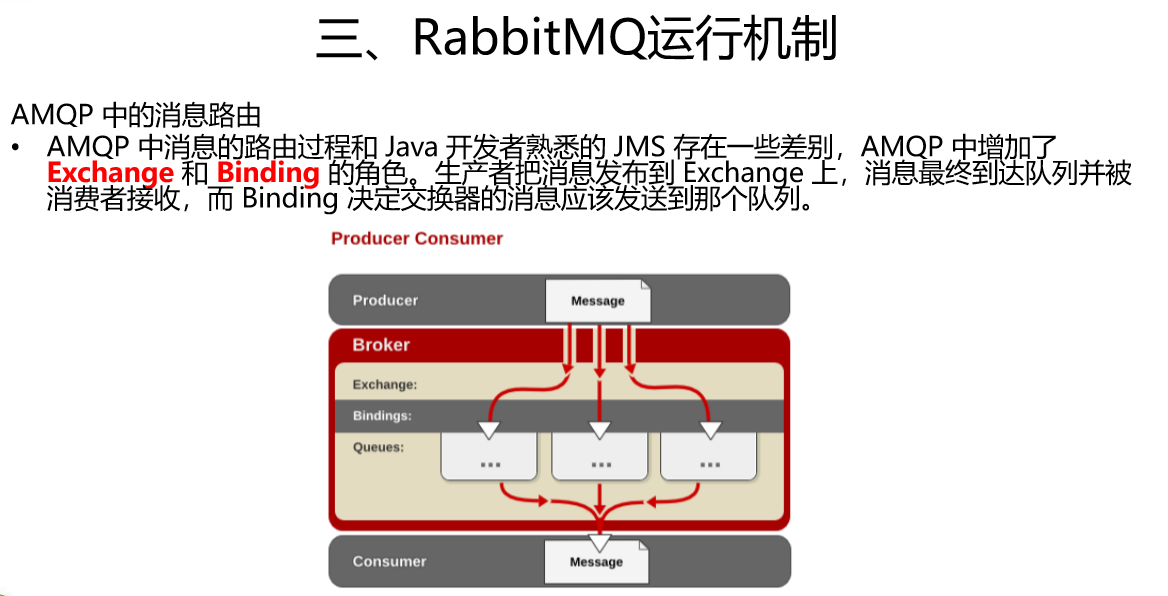 三、RabbitMQ运行机制
AMQP 中的消息路由
• AMQP 中消息的路由过程和 Java 开发者熟悉的 JMS 存在一些差别，AMQP 中增加了
Exchange 和 Binding 的角色。生产者把消息发布到 Exchange 上，消息最终到达队列并被
消费者接收，而 Binding 决定交换器的消息应该发送到那个队列。
Producer Consumer
Producer
Message
Broker
Exchange:
Bindings:
Queues:
... ... ...
Consumer
Message